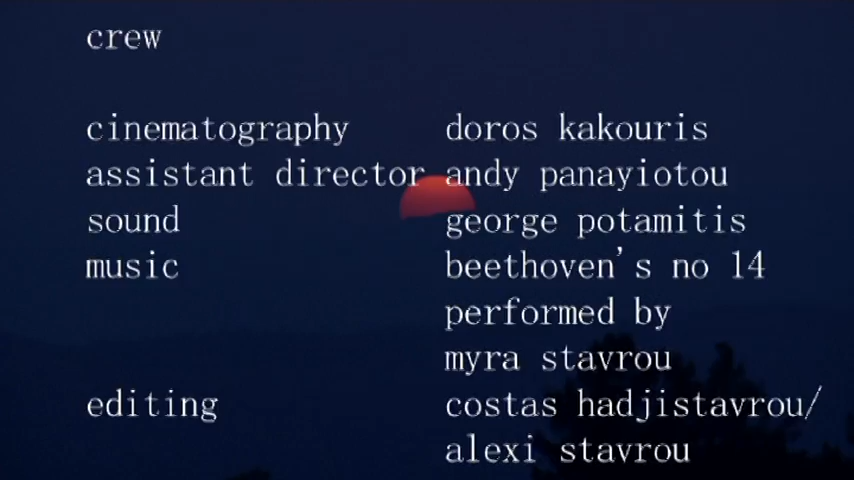 crew
cinematography doros kakouris
assistant director andy panayiotou
sound george potamitis
music beethoven's no 14
performed by
myra stavrou
editing costas hadjistavrou/
alexi stavrou